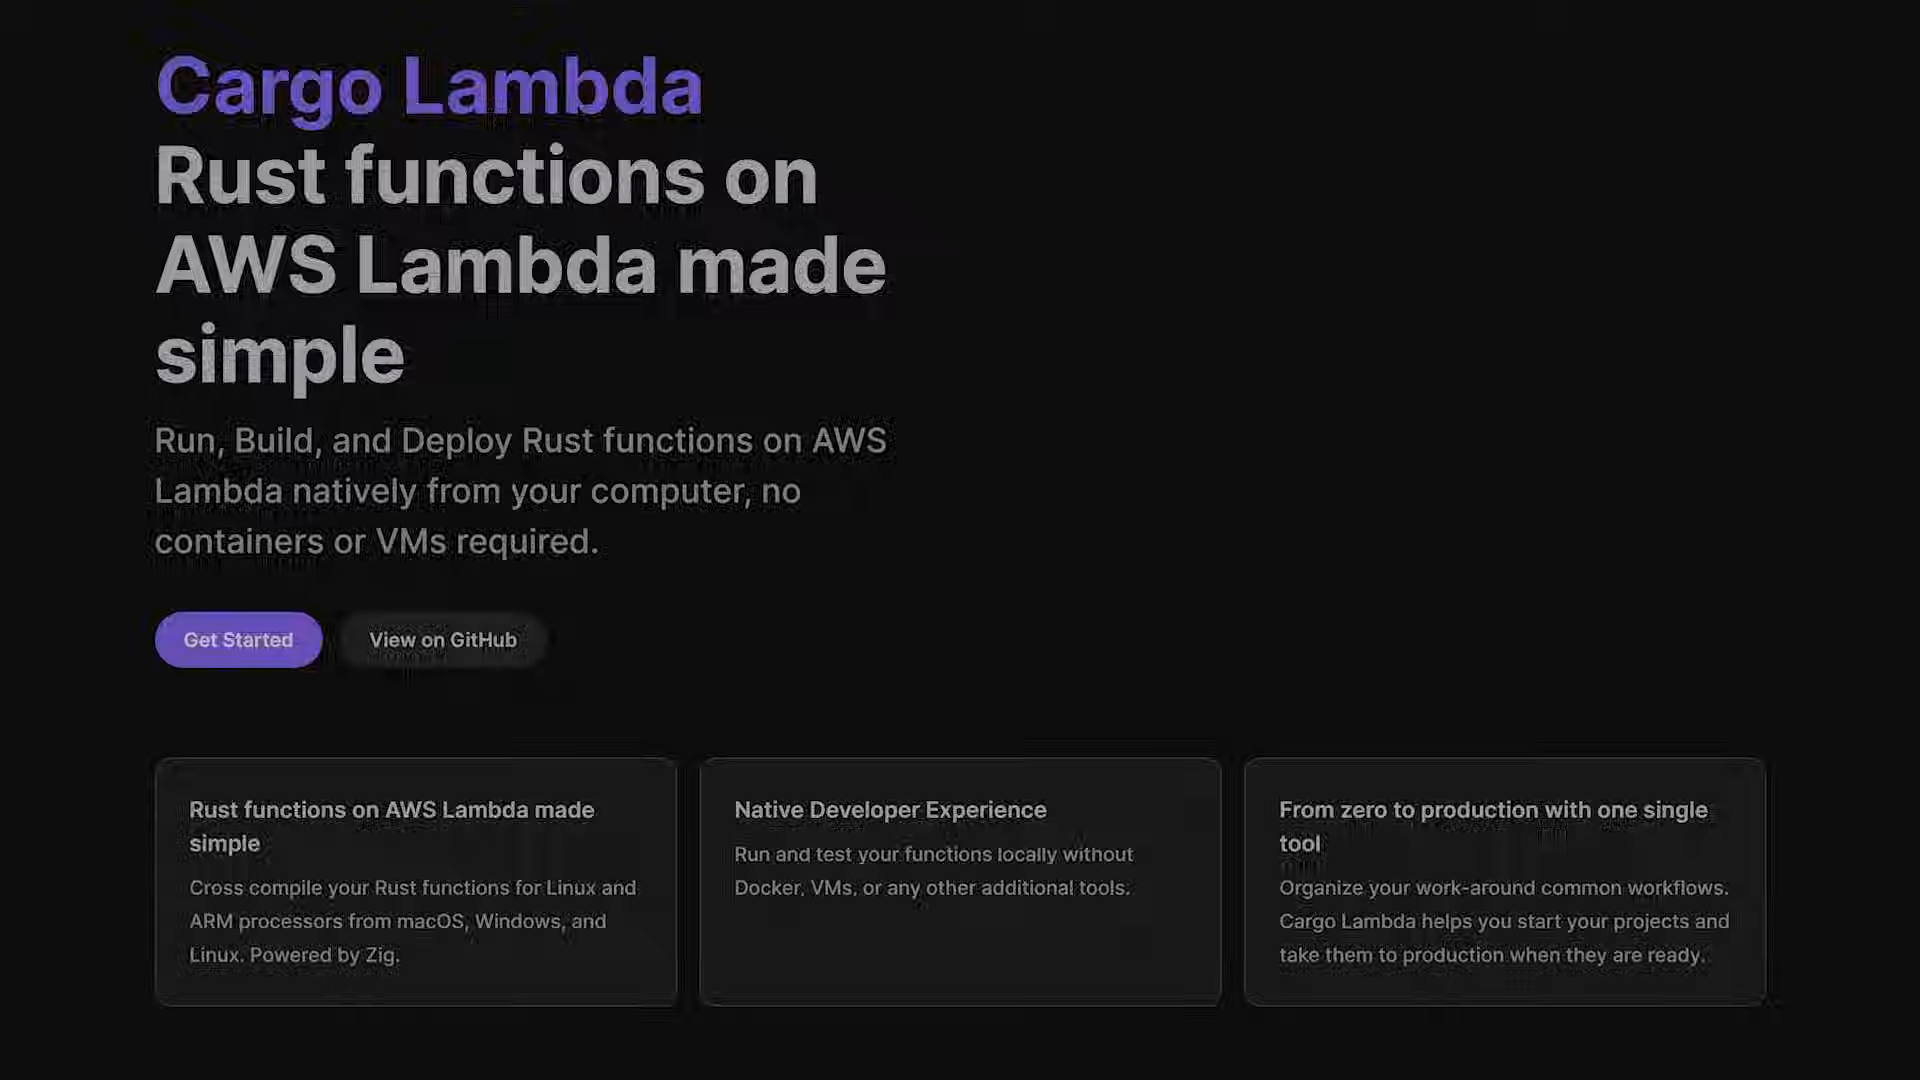 Cargo Lambda
Rust functions on
AWS Lambda made
simple
Run, Build, and Deploy Rust functions on AWS
Lambda natively from your computer, no
containers or VMs required.
Get Started
View on GitHub
Rust functions on AWS Lambda made
simple
Cross compile your Rust functions for Linux and
ARM processors from macOS, Windows, and
Linux. Powered by Zig.
Native Developer Experience
Run and test your functions locally without
Docker, VMs, or any other additional tools.
From zero to production with one single
tool
Organize your work-around common workflows.
Cargo Lambda helps you start your projects and
take them to production when they are ready.